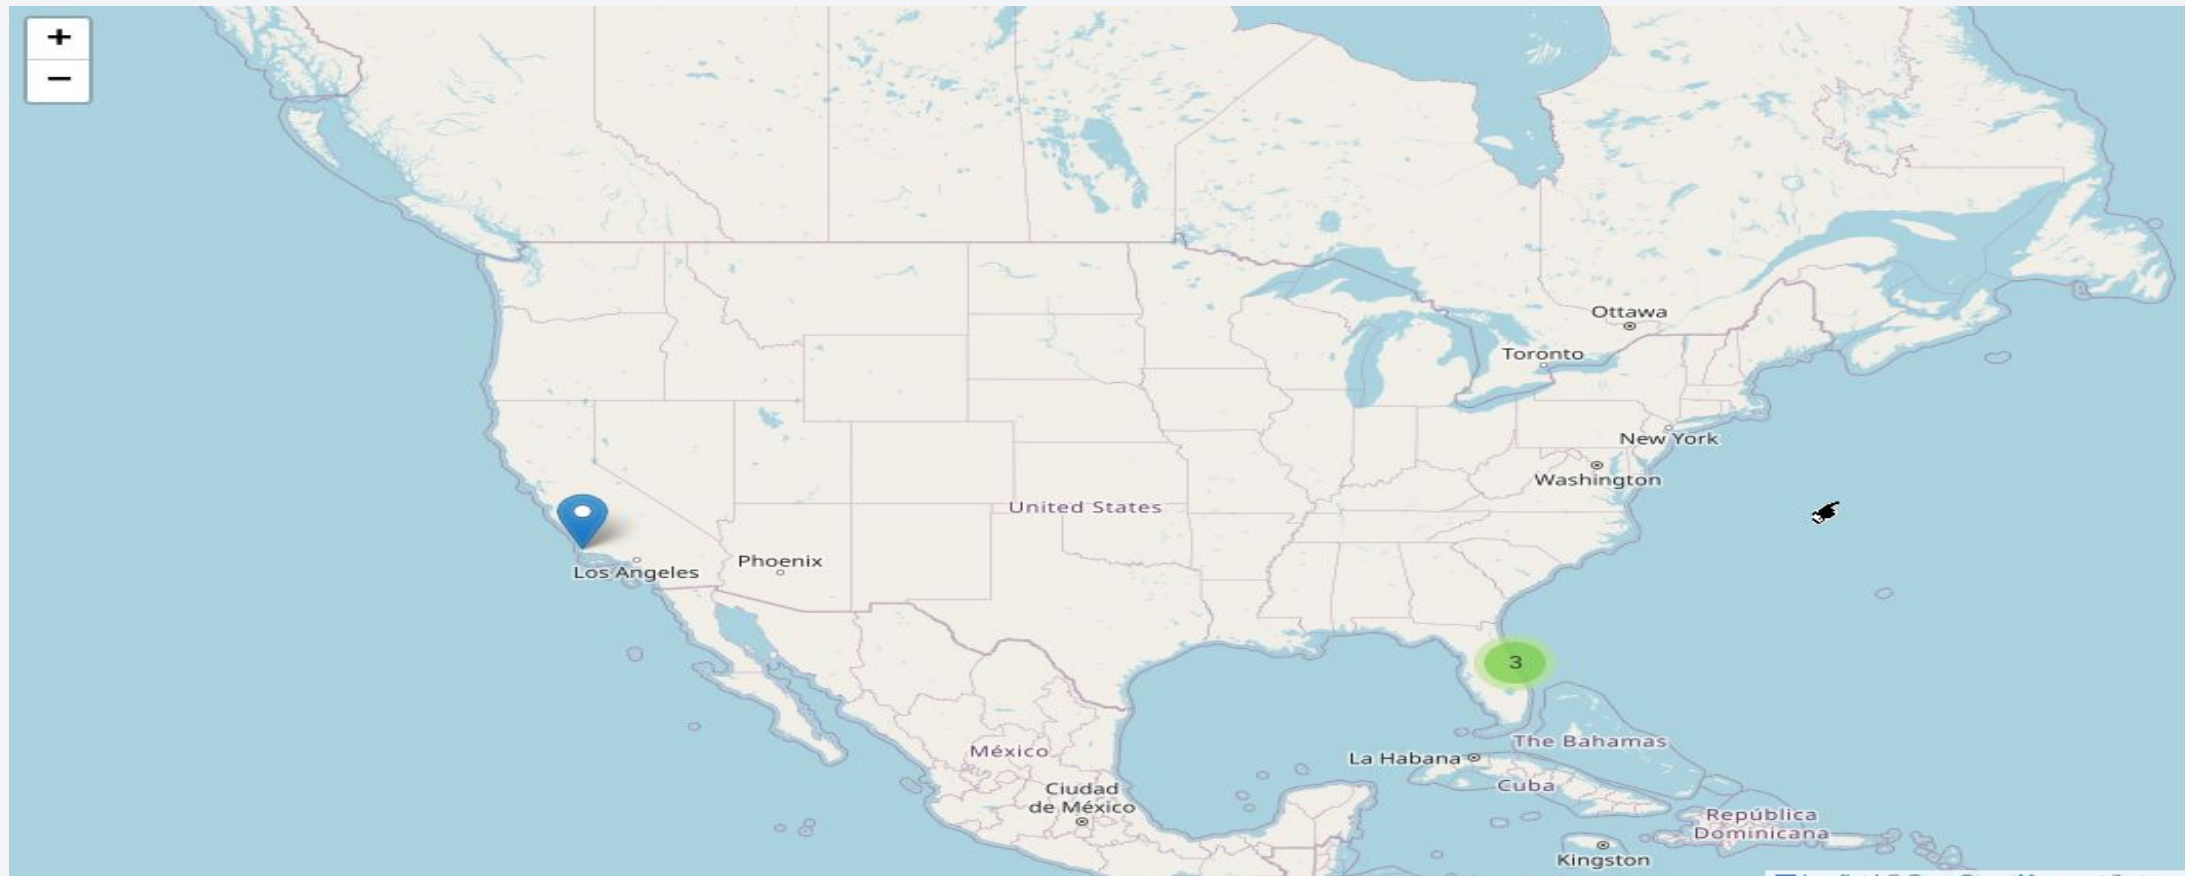 +
−
Ottawa
Toronto
New York
Washington
United States
Phoenix
Los Angeles
3
México
The Bahamas
La Habana
Cuba
Ciudad
de México
República
Dominicana
Kingston